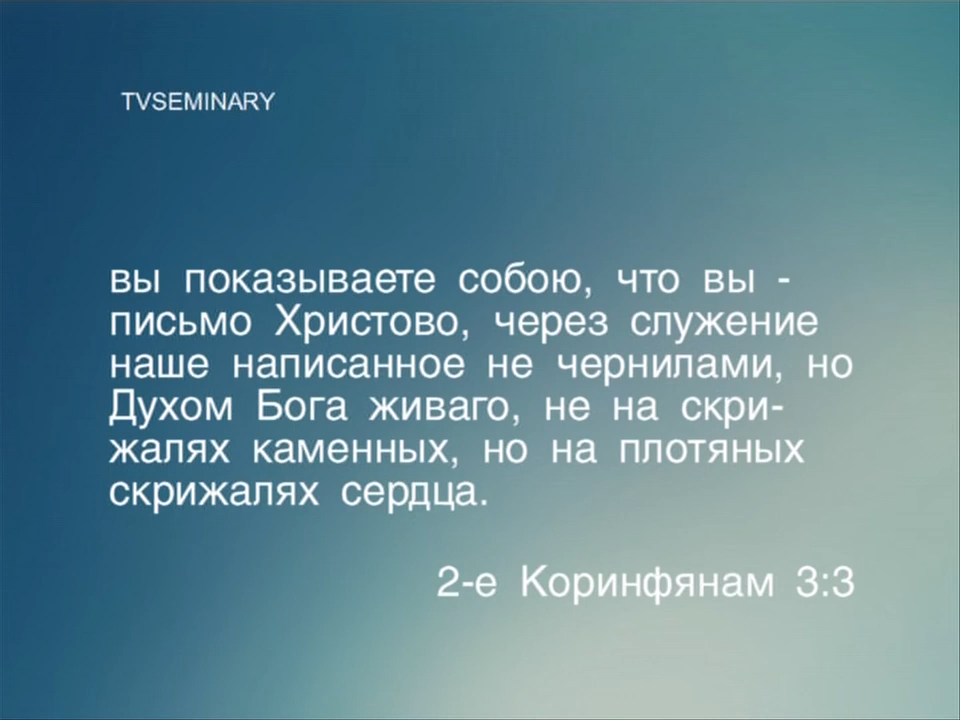 TVSEMINARY
вы показываете собою, что вы -
письмо Христово, через служение
наше написанное не чернилами, но
Духом Бога живаго, не на скри-
жалях каменных, но на плотяных
скрижалях сердца.
2-е Коринфянам 3:3